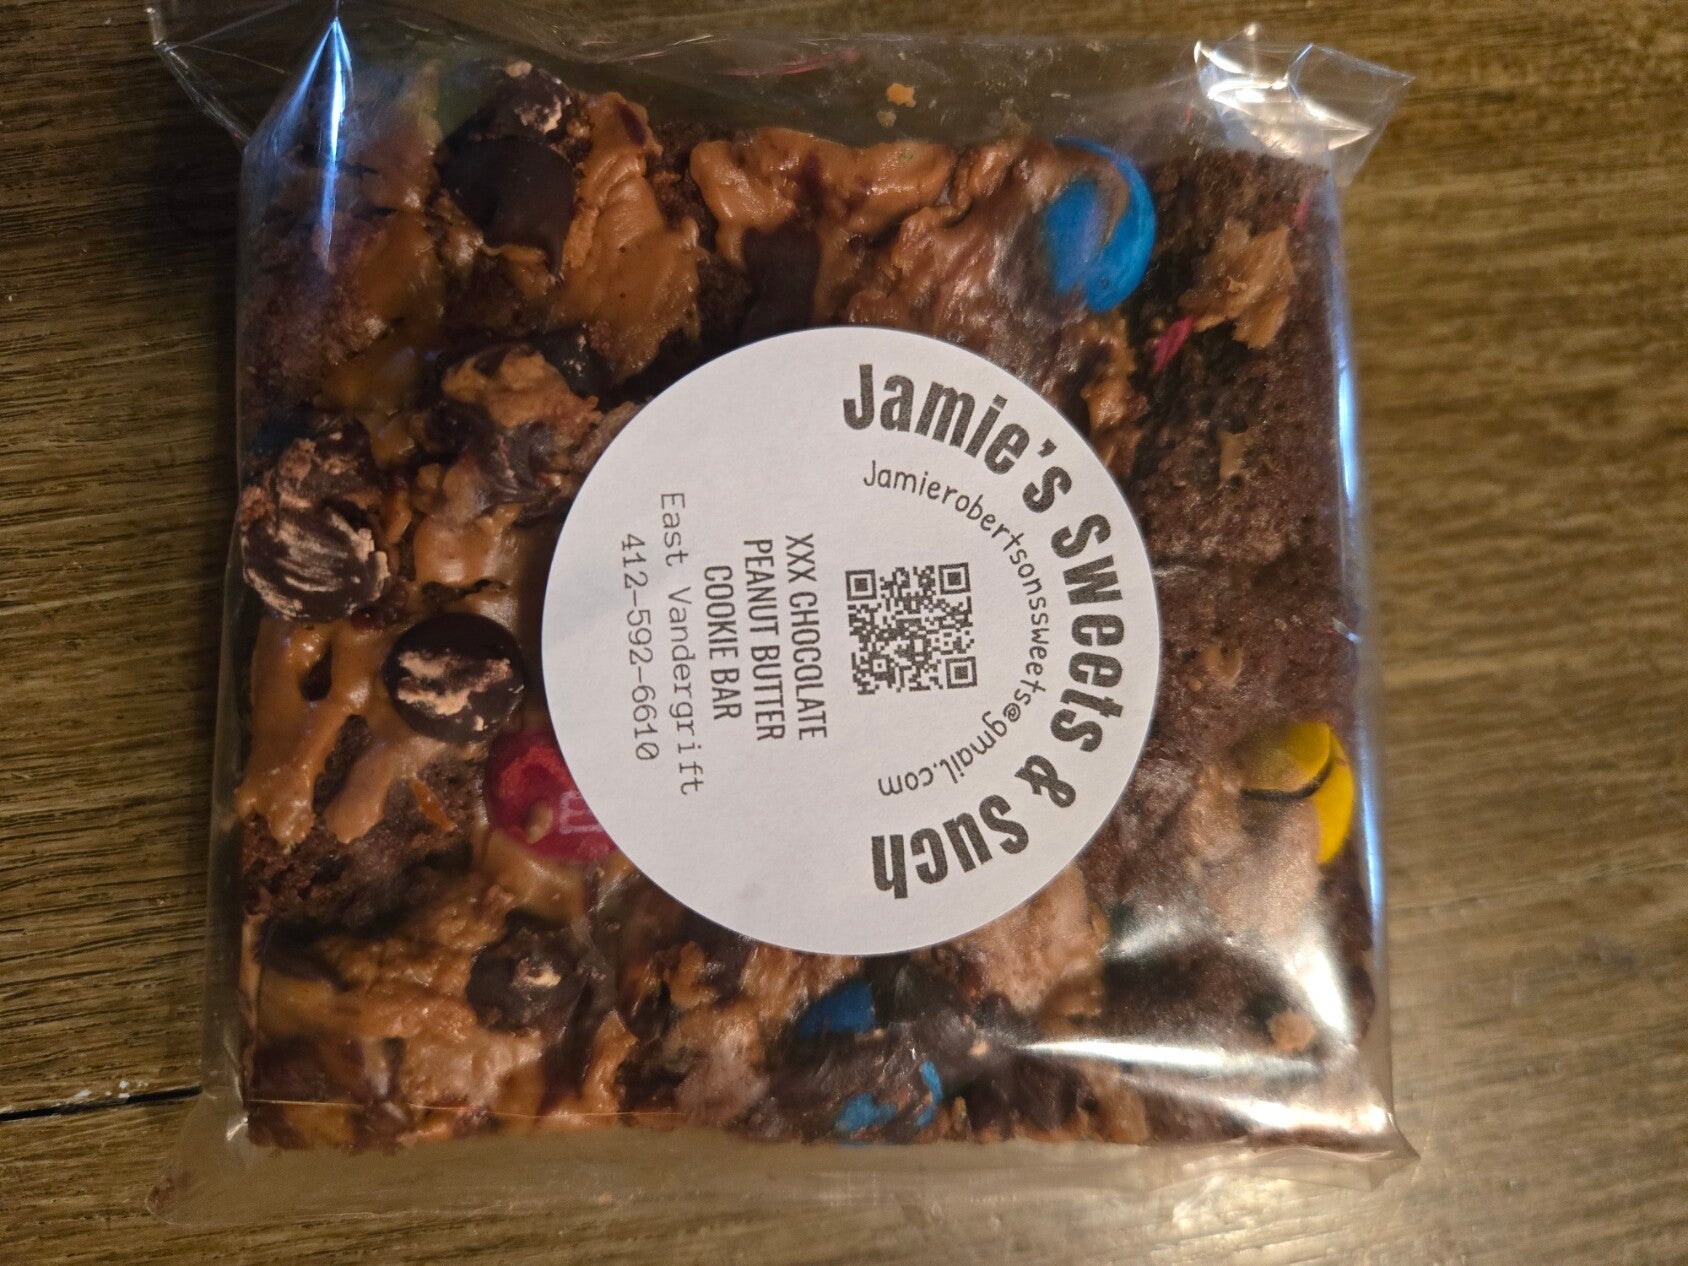 Jamie's Sweets & Such
Jamierobertsonssweets@gmail.com
XXX CHOCOLATE
PEANUT BUTTER
COOKIE BAR
East Vandergrift
412-592-6610
m